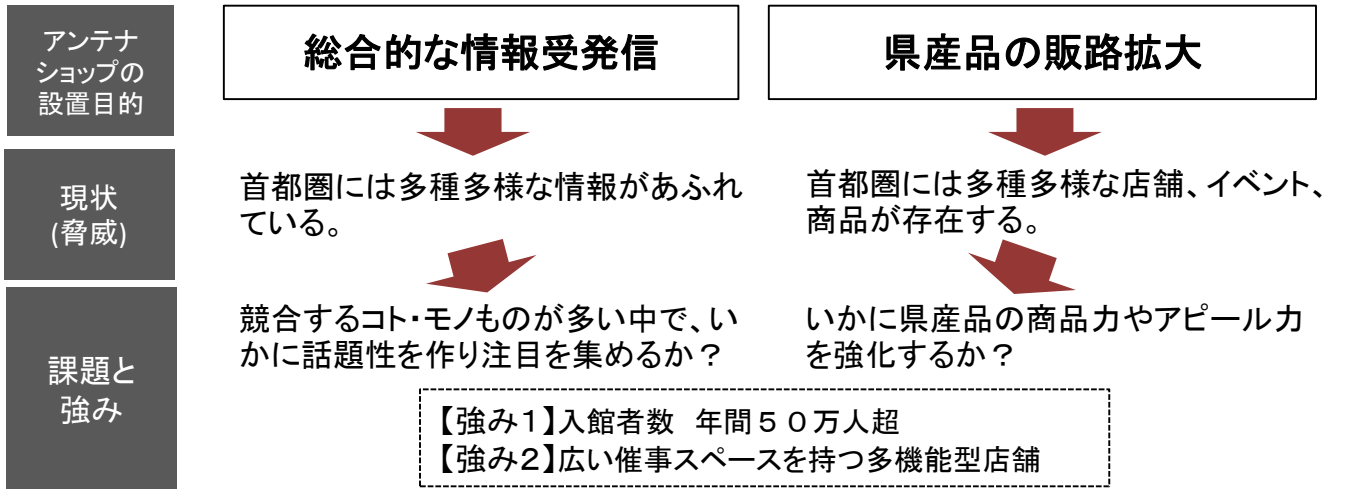 アンテナ
ショップの
設置目的
総合的な情報受発信
県産品の販路拡大
現状
(脅威)
首都圏には多種多様な情報があふれ
ている。
首都圏には多種多様な店舗、イベント、
商品が存在する。
課題と
強み
競合するコト・モノものが多い中で、い
かに話題性を作り注目を集めるか？
いかに県産品の商品力やアピール力
を強化するか？
【強み１】入館者数　年間５０万人超
【強み２】広い催事スペースを持つ多機能型店舗